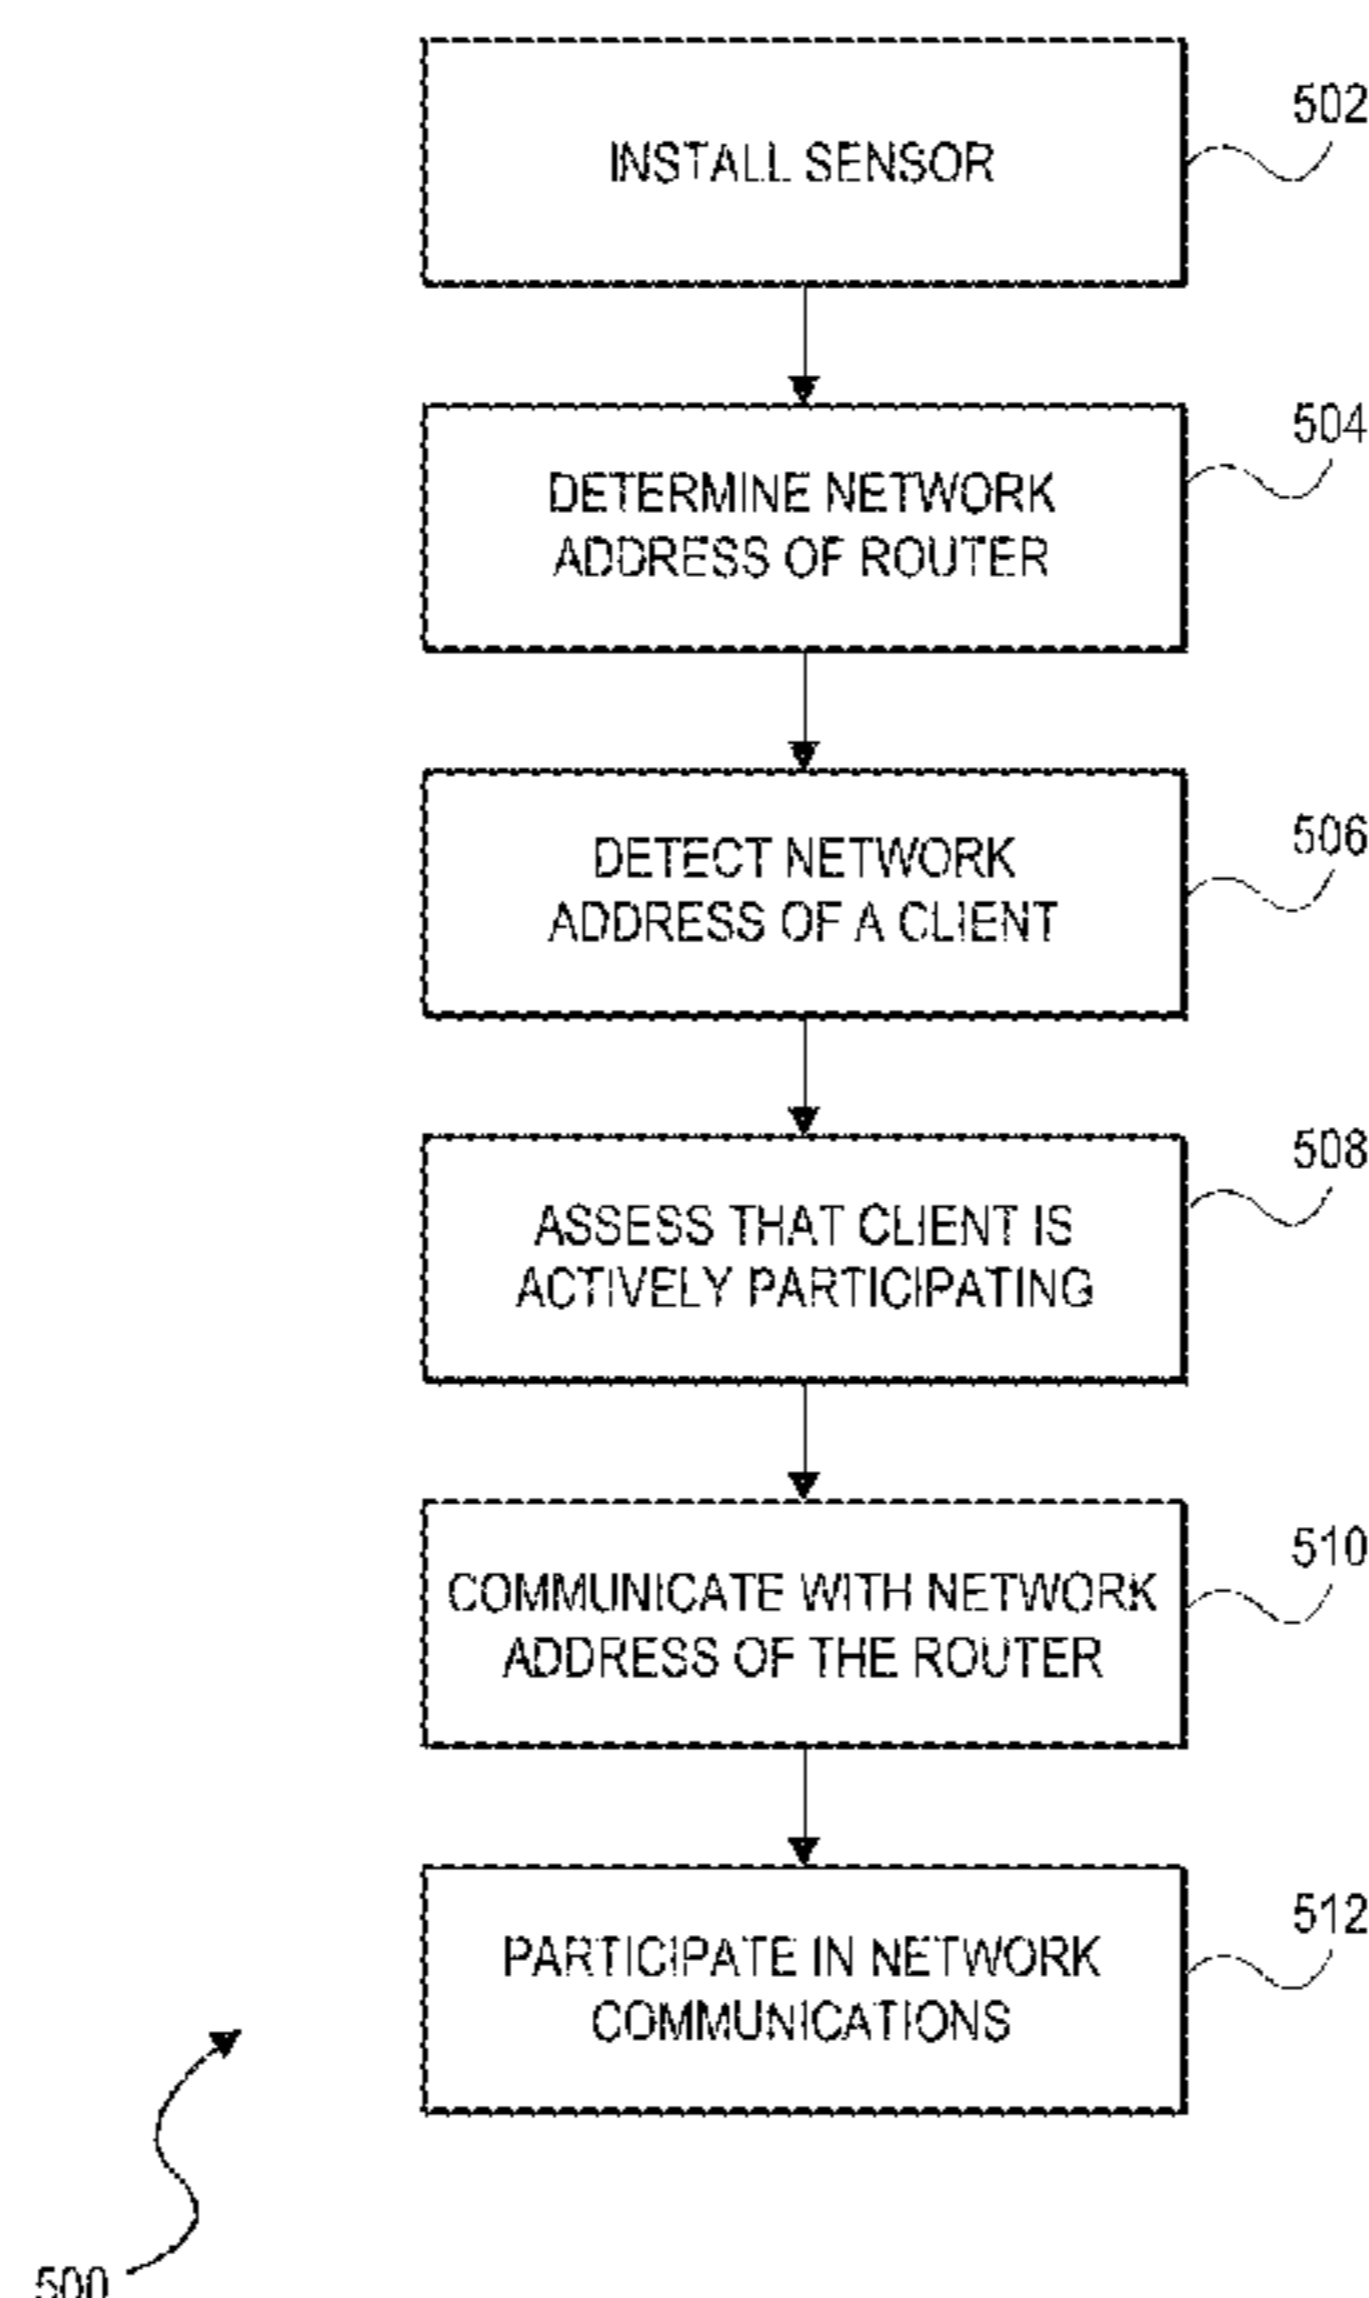 502
INSTALL SENSOR
504
DETERMINE NETWORK
ADDRESS OF ROUTER
506
DETECT NETWORK
ADDRESS OF A CLIENT
508
ASSESS THAT CLIENT IS
ACTIVELY PARTICIPATING
510
COMMUNICATE WITH NETWORK
ADDRESS OF THE ROUTER
512
PARTICIPATE IN NETWORK
COMMUNICATIONS
500